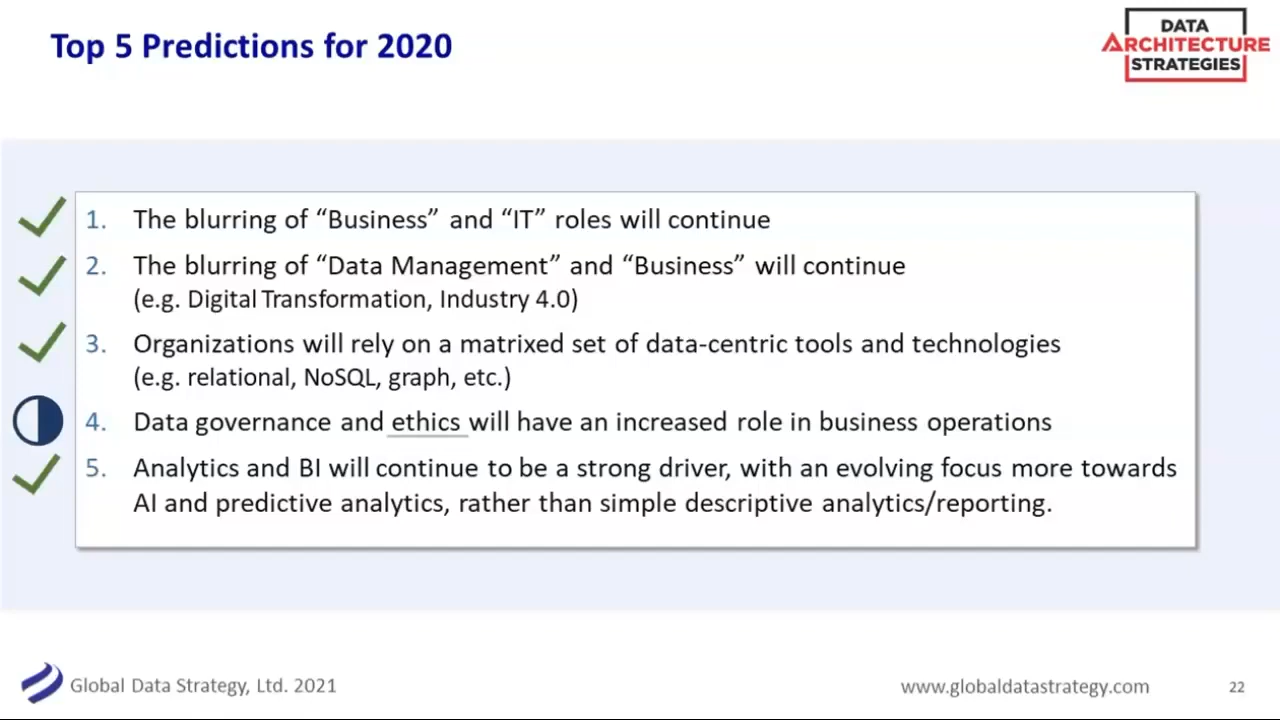 Top 5 Predictions for 2020
DATA
ARCHITECTURE
STRATEGIES
1. The blurring of “Business” and “IT” roles will continue
2. The blurring of “Data Management” and “Business” will continue
(e.g. Digital Transformation, Industry 4.0)
3. Organizations will rely on a matrixed set of data-centric tools and technologies
(e.g. relational, NoSQL, graph, etc.)
4. Data governance and ethics will have an increased role in business operations
5. Analytics and BI will continue to be a strong driver, with an evolving focus more towards
AI and predictive analytics, rather than simple descriptive analytics/reporting.
Global Data Strategy, Ltd. 2021
www.globaldatastrategy.com
22